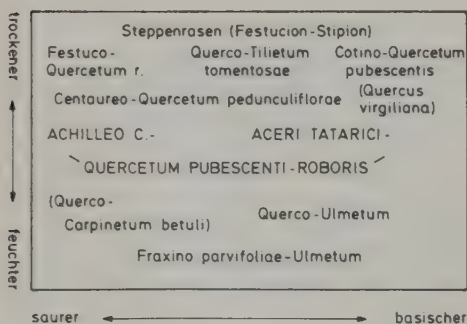 trockener
feuchter
Steppenrasen (Festucion-Stipion)
Festuco- Querco-Tilietum Cotino-Quercetum
Quercetum r. tomentosae pubescentis
Centaureo-Quercetum pedunculiflorae (Quercus
virgiliana)
ACHILLEO C.- ACERI TATARICI-
QUERCETUM PUBESCENTI-ROBORIS
(Querco-
Carpinetum betuli) Querco-Ulmetum
Fraxino parvifoliae-Ulmetum
saurer basischer